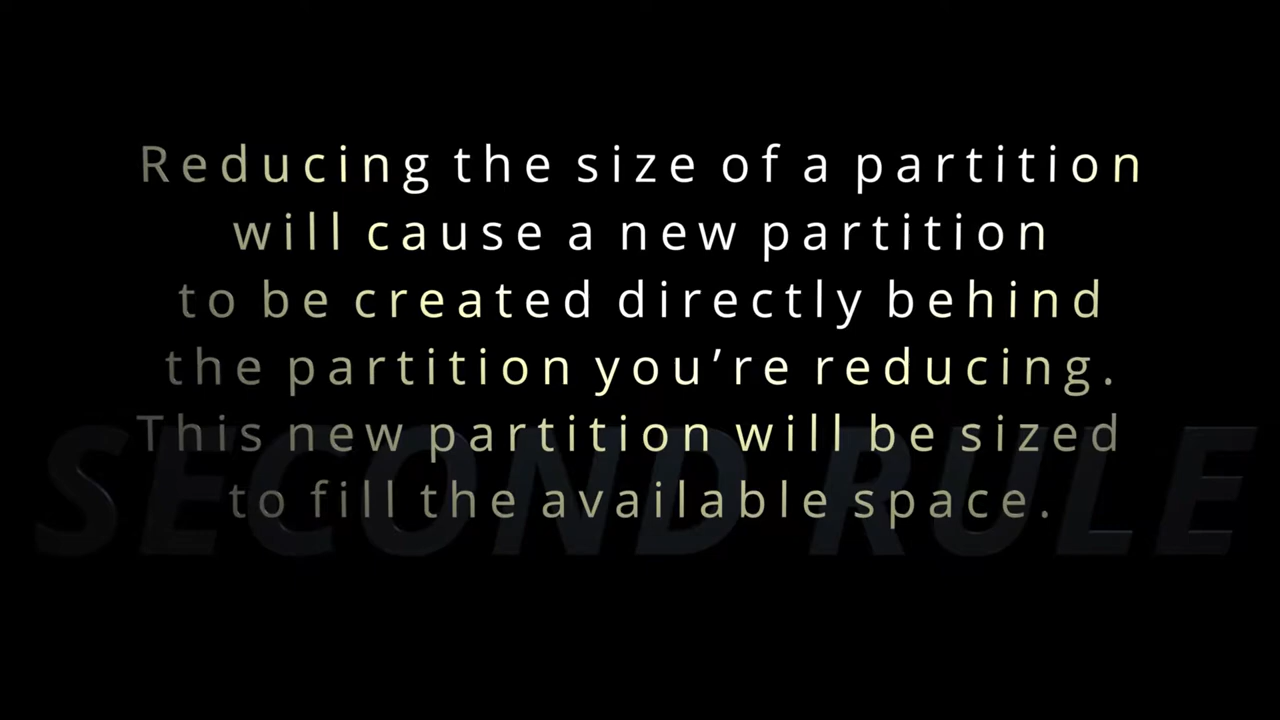 Reducing the size of a partition
will cause a new partition
to be created directly behind
the partition you’re reducing.
This new partition will be sized
to fill the available space.
SECOND RULE